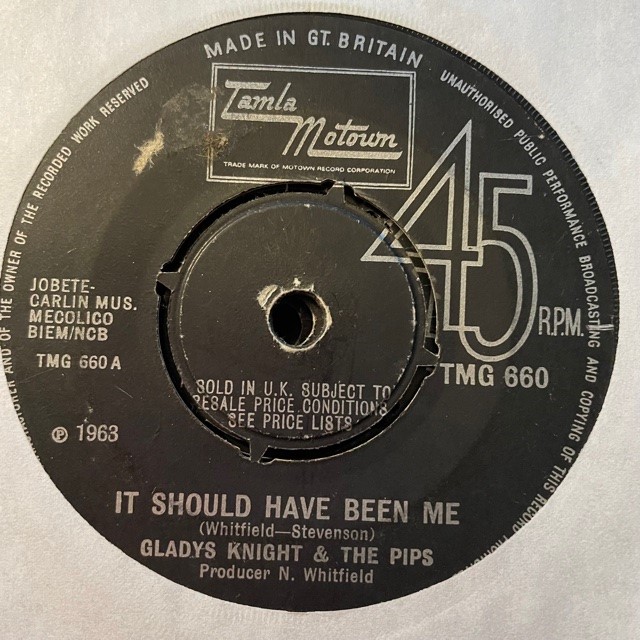 MADE IN GT. BRITAIN
UNAUTHORISED PUBLIC PERFORMANCE BROADCASTING AND COPYING OF THIS RECORD
AND OF THE OWNER OF THE RECORDED WORK RESERVED
Tamla
Motown
TRADE MARK OF MOTOWN RECORD CORPORATION
45
R.P.M.
JOBETE-
CARLIN MUS.
MECOLICO
BIEM/NCB
TMG 660 A
TMG 660
SOLD IN U.K. SUBJECT TO
RESALE PRICE CONDITIONS
SEE PRICE LISTS
℗ 1963
IT SHOULD HAVE BEEN ME
(Whitfield—Stevenson)
GLADYS KNIGHT & THE PIPS
Producer N. Whitfield